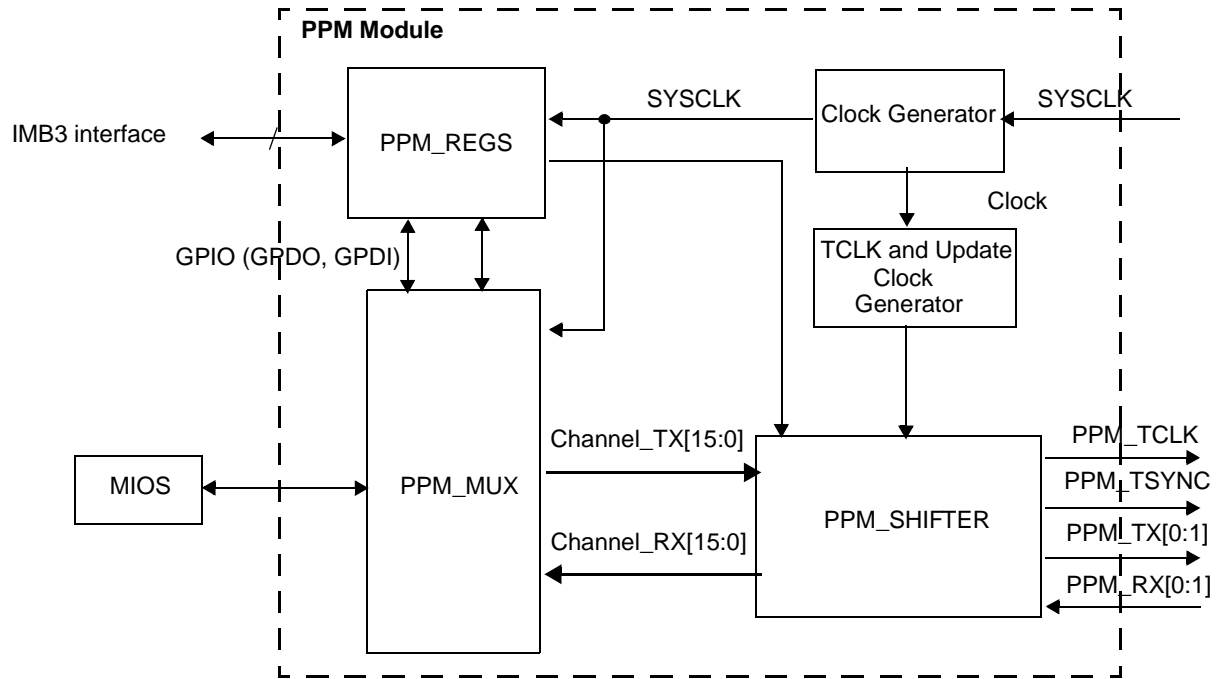 PPM Module
SYSCLK
Clock Generator
SYSCLK
IMB3 interface
PPM_REGS
Clock
GPIO (GPDO, GPDI)
TCLK and Update
Clock
Generator
Channel_TX[15:0]
PPM_TCLK
MIOS
PPM_MUX
PPM_TSYNC
PPM_SHIFTER
PPM_TX[0:1]
Channel_RX[15:0]
PPM_RX[0:1]